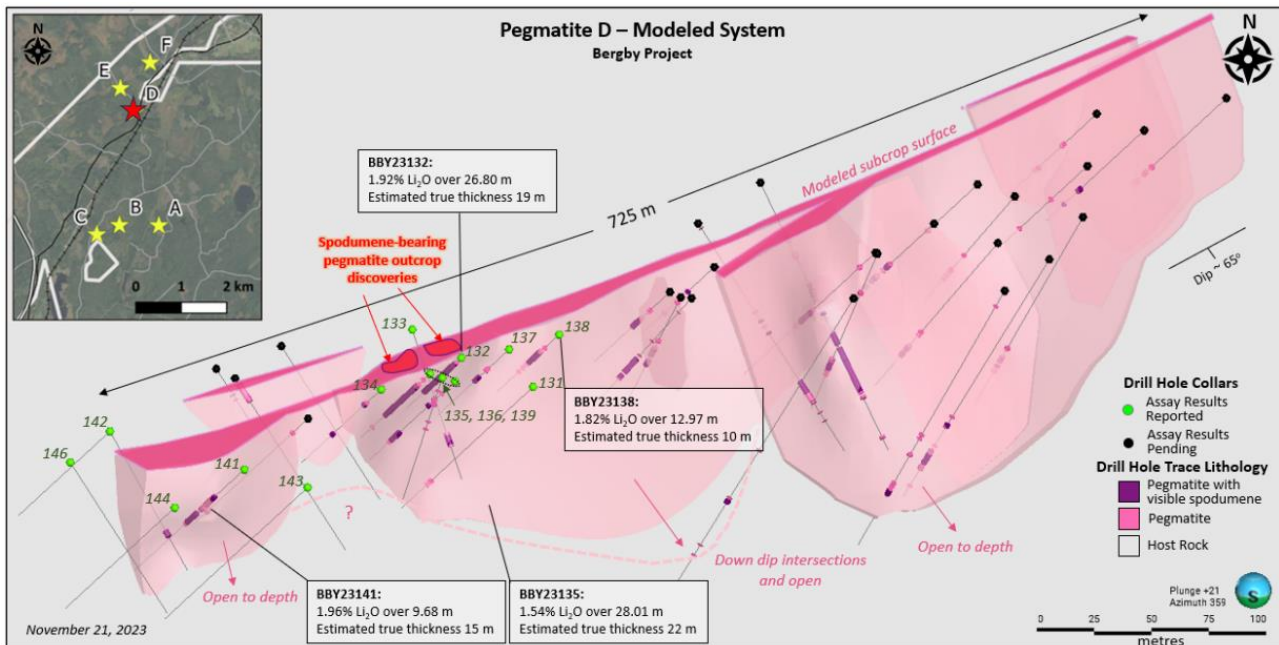 Pegmatite D – Modeled System
Bergby Project
N
N
F
E
D
C
B
A
0 1 2 km
BBY23132:
1.92% Li₂O over 26.80 m
Estimated true thickness 19 m
Spodumene-bearing
pegmatite outcrop
discoveries
725 m
Modeled subcrop surface
Dip ~ 65°
133
132
137
138
134
131
135, 136, 139
BBY23138:
1.82% Li₂O over 12.97 m
Estimated true thickness 10 m
142
146
141
143
144
?
Open to depth
Down dip intersections
and open
Open to depth
BBY23141:
1.96% Li₂O over 9.68 m
Estimated true thickness 15 m
BBY23135:
1.54% Li₂O over 28.01 m
Estimated true thickness 22 m
Drill Hole Collars
Assay Results
Reported
Assay Results
Pending
Drill Hole Trace Lithology
Pegmatite with
visible spodumene
Pegmatite
Host Rock
Plunge +21
Azimuth 359
S
0 25 50 75 100
metres
November 21, 2023